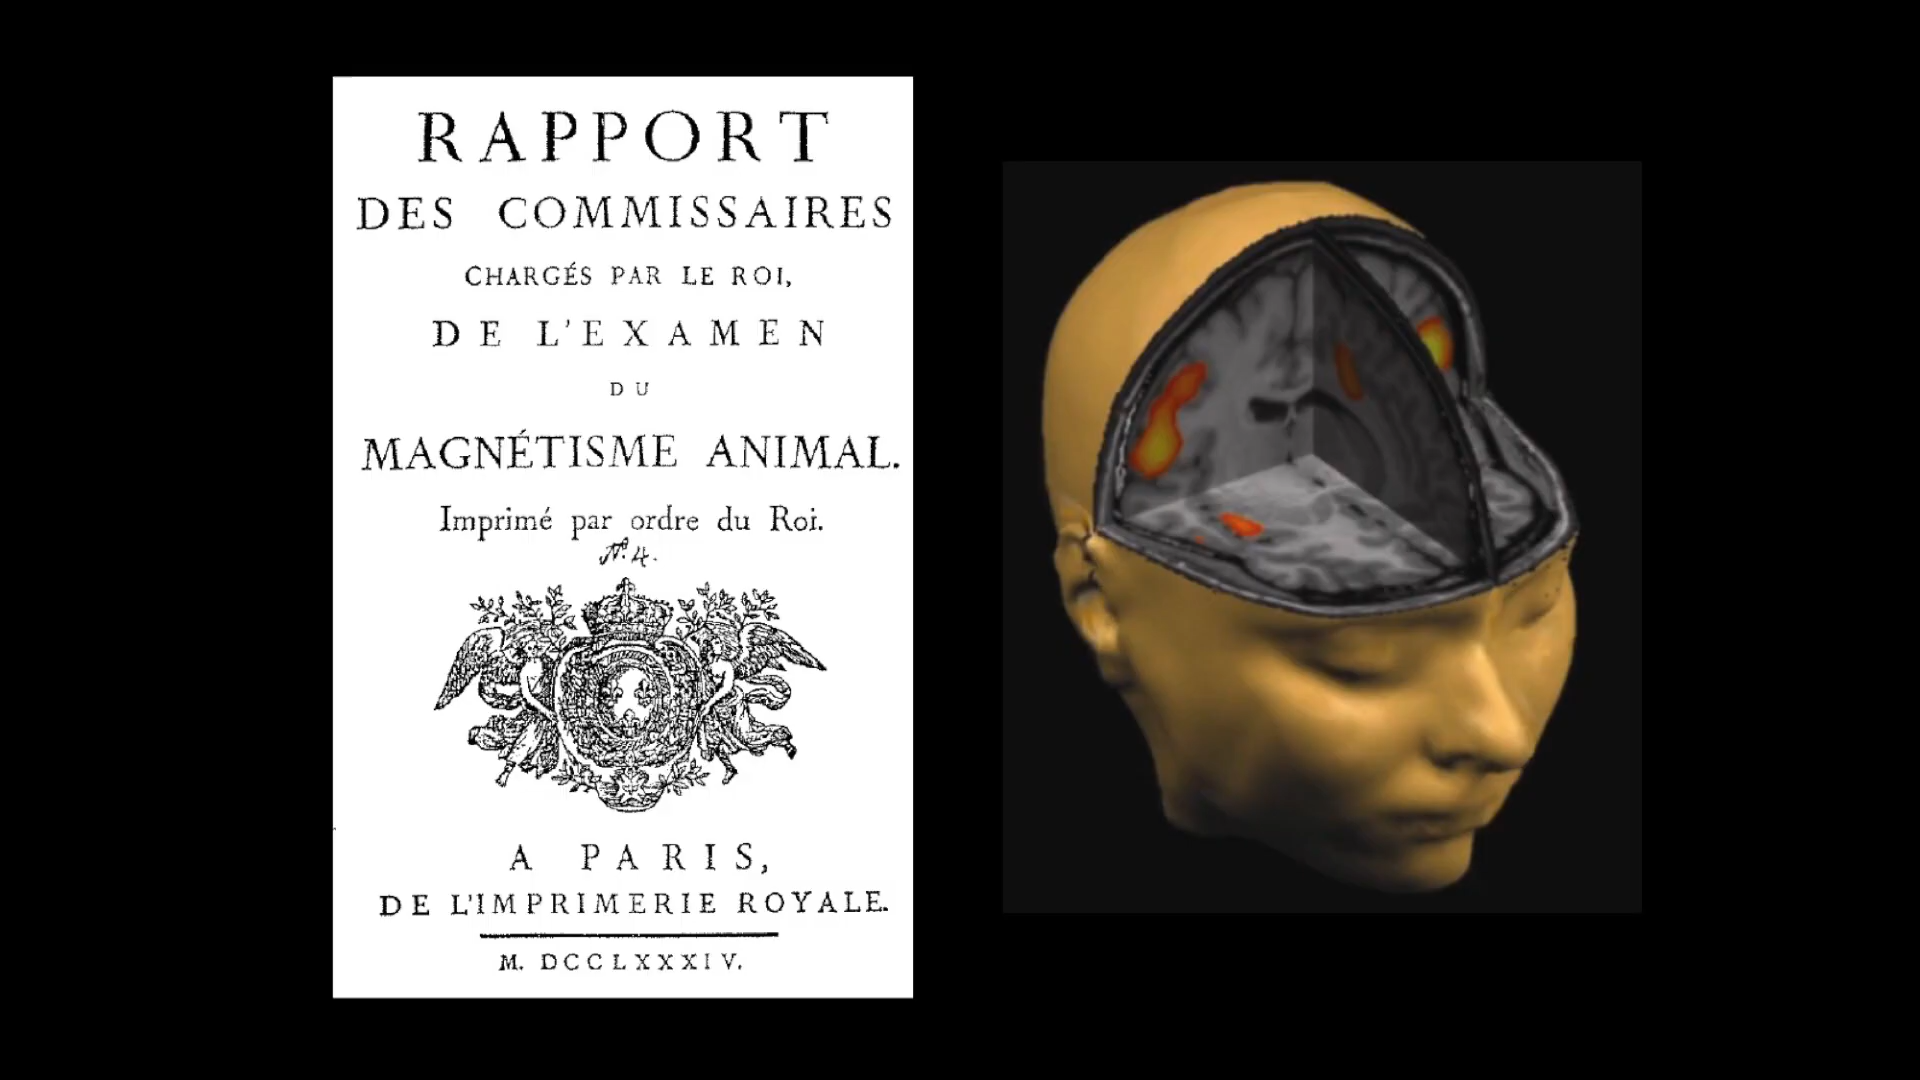 RAPPORT
DES COMMISSAIRES
CHARGÉS PAR LE ROI,
DE L'EXAMEN
DU
MAGNÉTISME ANIMAL.
Imprimé par ordre du Roi.
N.º 4.
A PARIS,
DE L'IMPRIMERIE ROYALE.
M. DCCLXXXIV.